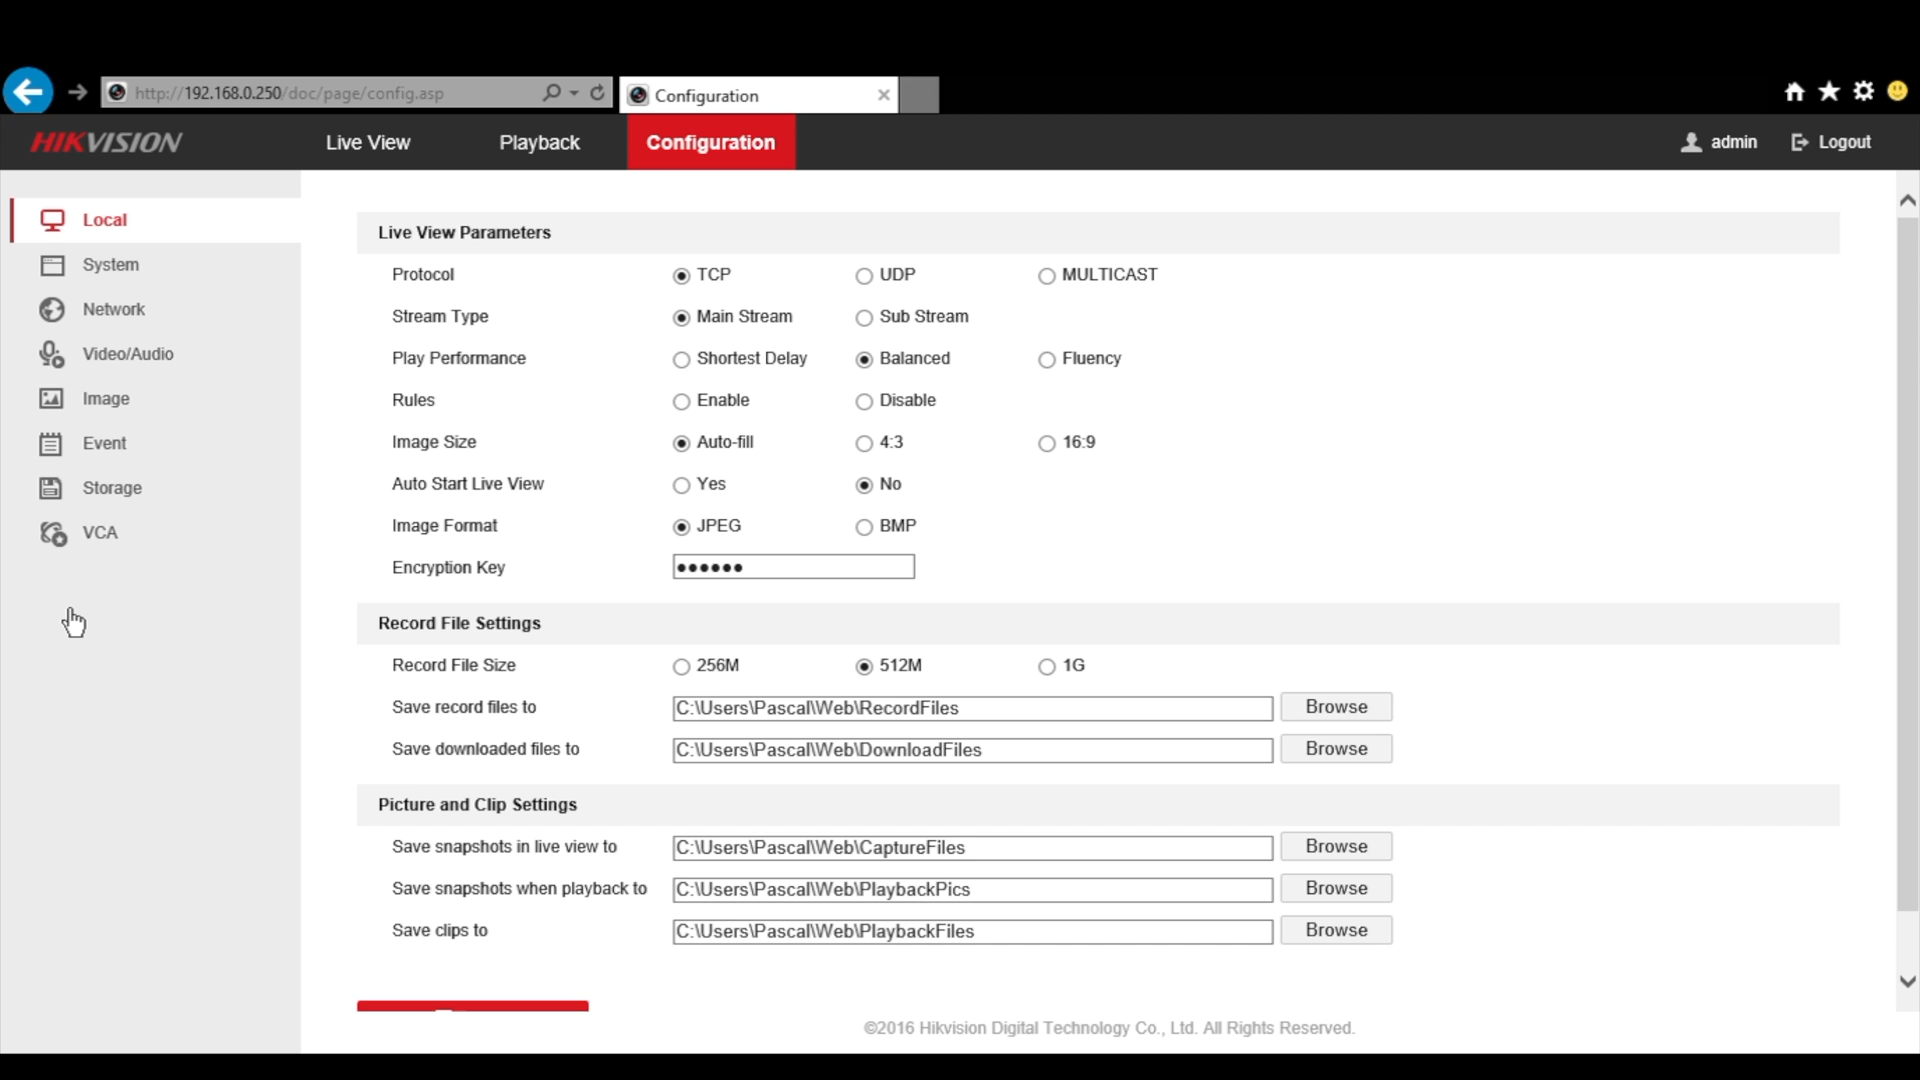 http://192.168.0.250/doc/page/config.asp
Configuration
HIKVISION
Live View
Playback
Configuration
admin
Logout
Local
System
Network
Video/Audio
Image
Event
Storage
VCA
Live View Parameters
Protocol TCP UDP MULTICAST
Stream Type Main Stream Sub Stream
Play Performance Shortest Delay Balanced Fluency
Rules Enable Disable
Image Size Auto-fill 4:3 16:9
Auto Start Live View Yes No
Image Format JPEG BMP
Encryption Key ••••••
Record File Settings
Record File Size 256M 512M 1G
Save record files to C:\Users\Pascal\Web\RecordFiles Browse
Save downloaded files to C:\Users\Pascal\Web\DownloadFiles Browse
Picture and Clip Settings
Save snapshots in live view to C:\Users\Pascal\Web\CaptureFiles Browse
Save snapshots when playback to C:\Users\Pascal\Web\PlaybackPics Browse
Save clips to C:\Users\Pascal\Web\PlaybackFiles Browse
©2016 Hikvision Digital Technology Co., Ltd. All Rights Reserved.